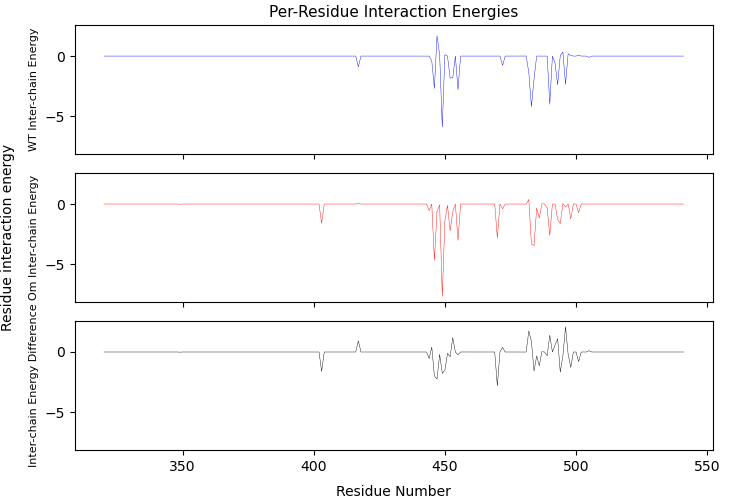 Per-Residue Interaction Energies
Residue interaction energy
WT Inter-chain Energy
0
−5
Om Inter-chain Energy
0
−5
Inter-chain Energy Difference
0
−5
350
400
450
500
550
Residue Number